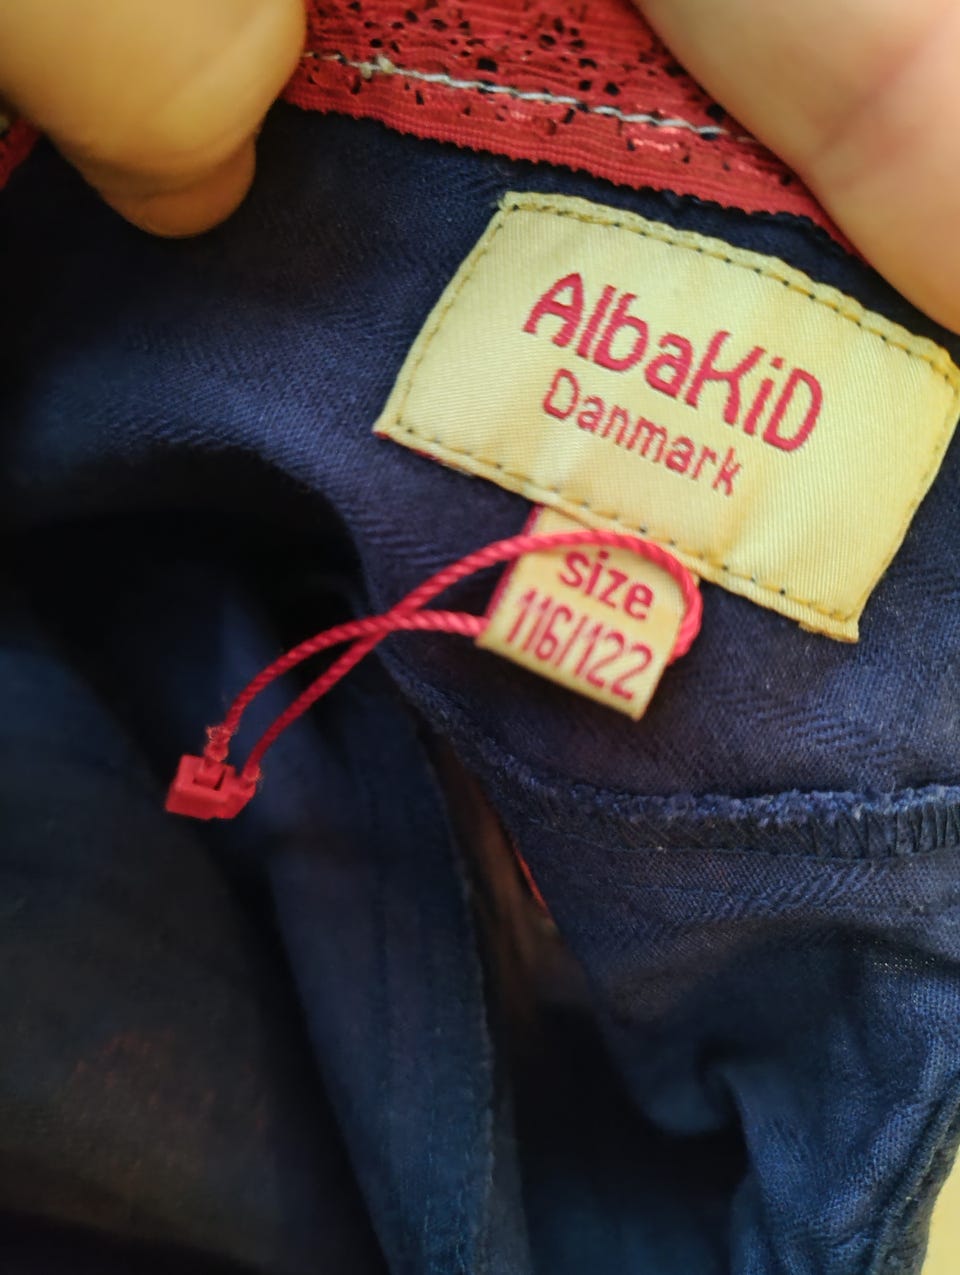 AlbaKiD
Danmark
size
116/122